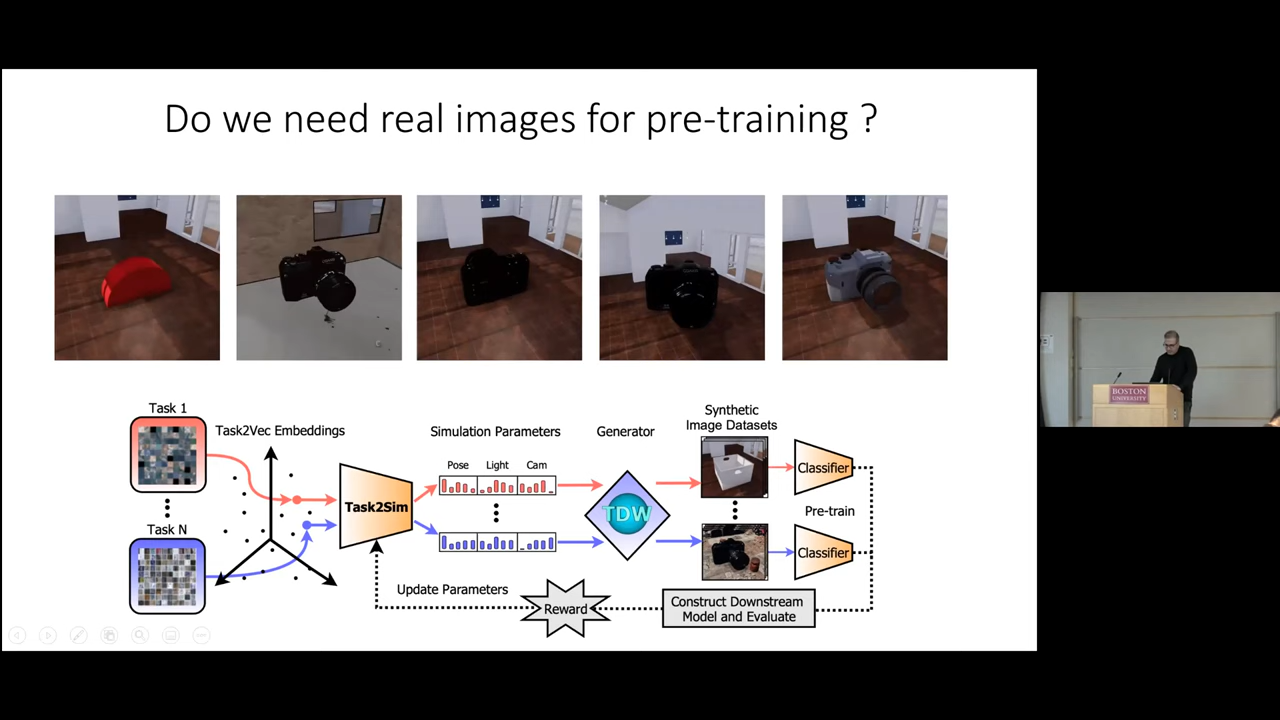 Do we need real images for pre-training ?
Task 1
Task2Vec Embeddings
Simulation Parameters
Generator
Synthetic
Image Datasets
Pose
Light
Cam
Classifier
Task2Sim
TDW
Pre-train
Task N
Classifier
Update Parameters
Reward
Construct Downstream
Model and Evaluate
BOSTON
UNIVERSITY